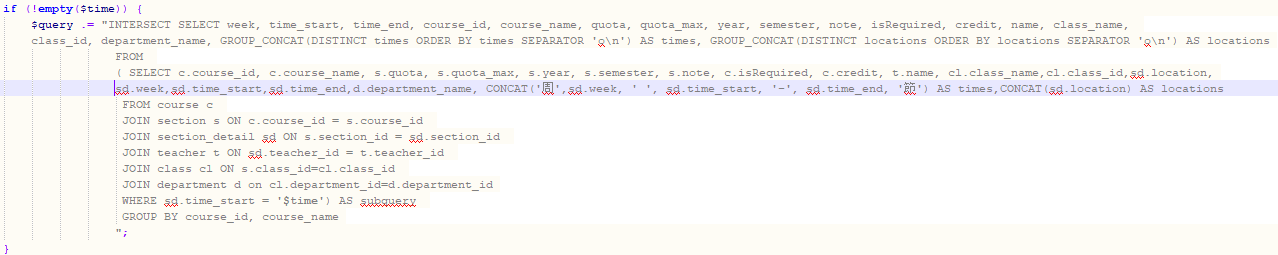 if (!empty($time)) {
$query .= "INTERSECT SELECT week, time_start, time_end, course_id, course_name, quota, quota_max, year, semester, note, isRequired, credit, name, class_name,
class_id, department_name, GROUP_CONCAT(DISTINCT times ORDER BY times SEPARATOR 'o\n') AS times, GROUP_CONCAT(DISTINCT locations ORDER BY locations SEPARATOR 'o\n') AS locations
FROM
( SELECT c.course_id, c.course_name, s.quota, s.quota_max, s.year, s.semester, s.note, c.isRequired, c.credit, t.name, cl.class_name,cl.class_id,sd.location,
sd.week,sd.time_start,sd.time_end,d.department_name, CONCAT('周',sd.week, ' ', sd.time_start, '-', sd.time_end, '節') AS times,CONCAT(sd.location) AS locations
FROM course c
JOIN section s ON c.course_id = s.course_id
JOIN section_detail sd ON s.section_id = sd.section_id
JOIN teacher t ON sd.teacher_id = t.teacher_id
JOIN class cl ON s.class_id=cl.class_id
JOIN department d on cl.department_id=d.department_id
WHERE sd.time_start = '$time') AS subquery
GROUP BY course_id, course_name
";
}